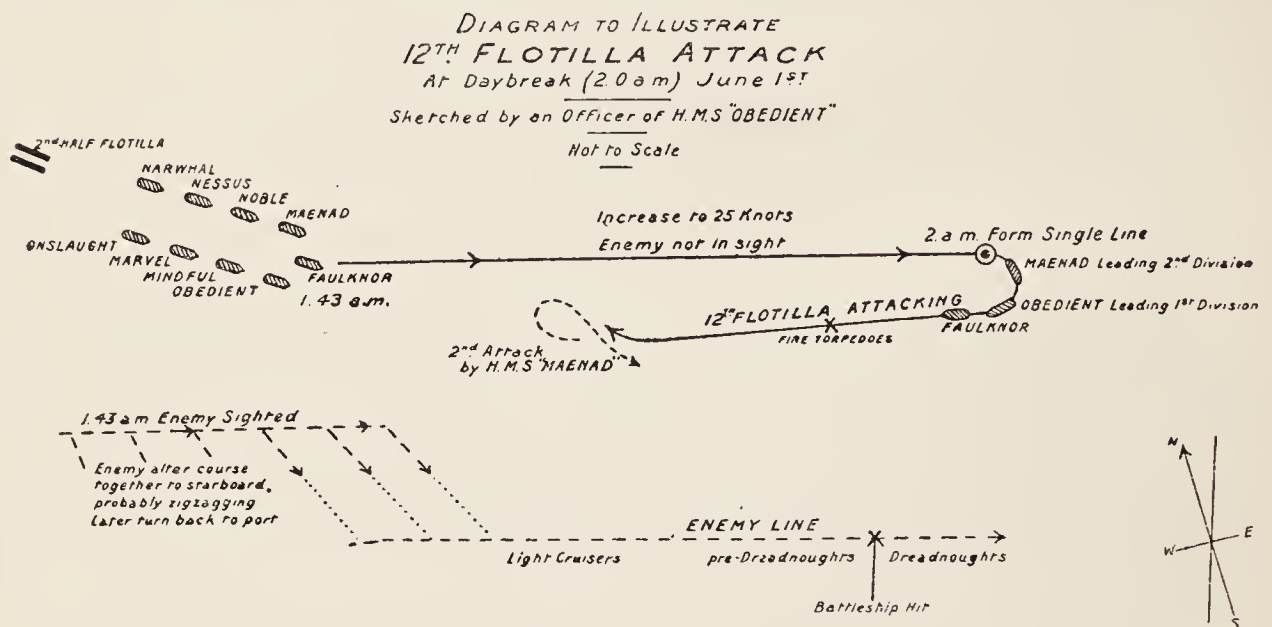 DIAGRAM TO ILLUSTRATE
12TH FLOTILLA ATTACK
At Daybreak (2.0 am) June 1ST
Sketched by an Officer of H.M.S "OBEDIENT"
Not to Scale
2nd HALF FLOTILLA
NARWHAL
NESSUS
NOBLE
MAENAD
ONSLAUGHT
MARVEL
MINDFUL
OBEDIENT
FAULKNOR
1.43 a.m.
Increase to 25 Knots
Enemy not in sight
2. a m. Form Single Line
MAENAD Leading 2nd Division
OBEDIENT Leading 1st Division
FAULKNOR
12TH FLOTILLA ATTACKING
FIRE TORPEDOES
2nd Attack
by H.M.S "MAENAD"
1.43 am Enemy Sighted
Enemy alter course
together to starboard,
probably zigzagging
Later turn back to port
ENEMY LINE
Light Cruisers
pre-Dreadnoughts
Dreadnoughts
Battleship Hit
N
W
E
S